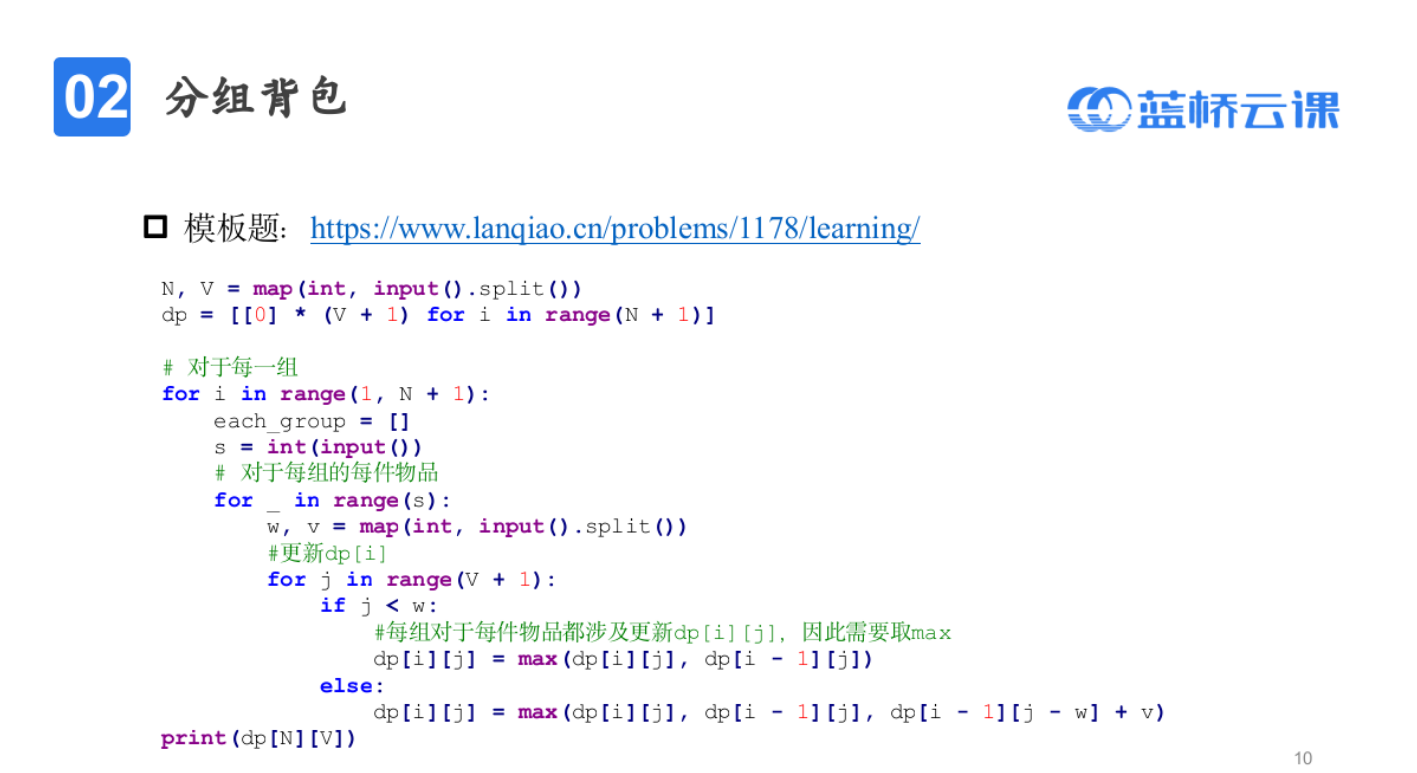 02 分组背包
蓝桥云课
模板题：https://www.lanqiao.cn/problems/1178/learning/
N, V = map(int, input().split())
dp = [[0] * (V + 1) for i in range(N + 1)]
# 对于每一组
for i in range(1, N + 1):
    each_group = []
    s = int(input())
    # 对于每组的每件物品
    for _ in range(s):
        w, v = map(int, input().split())
        #更新dp[i]
        for j in range(V + 1):
            if j < w:
                #每组对于每件物品都涉及更新dp[i][j]，因此需要取max
                dp[i][j] = max(dp[i][j], dp[i - 1][j])
            else:
                dp[i][j] = max(dp[i][j], dp[i - 1][j], dp[i - 1][j - w] + v)
print(dp[N][V])
10